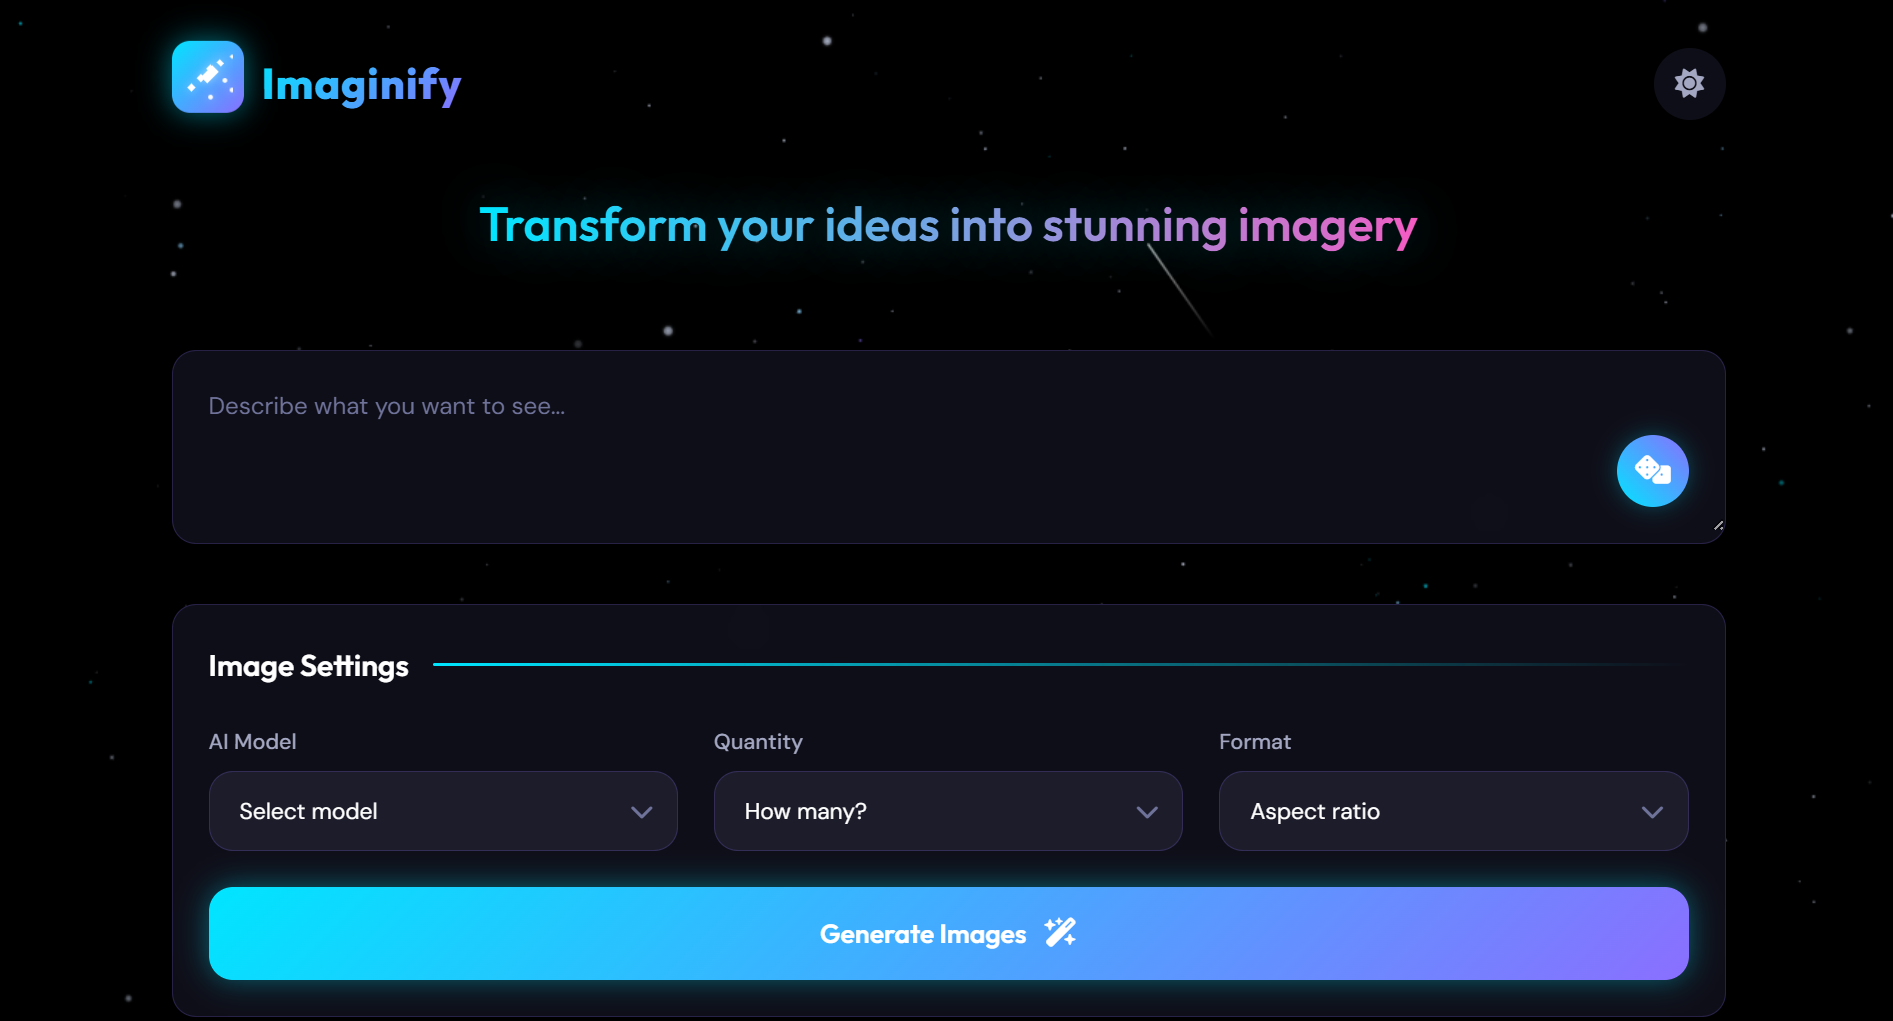 Imaginify
Transform your ideas into stunning imagery
Describe what you want to see...
Image Settings
AI Model
Quantity
Format
Select model
How many?
Aspect ratio
Generate Images